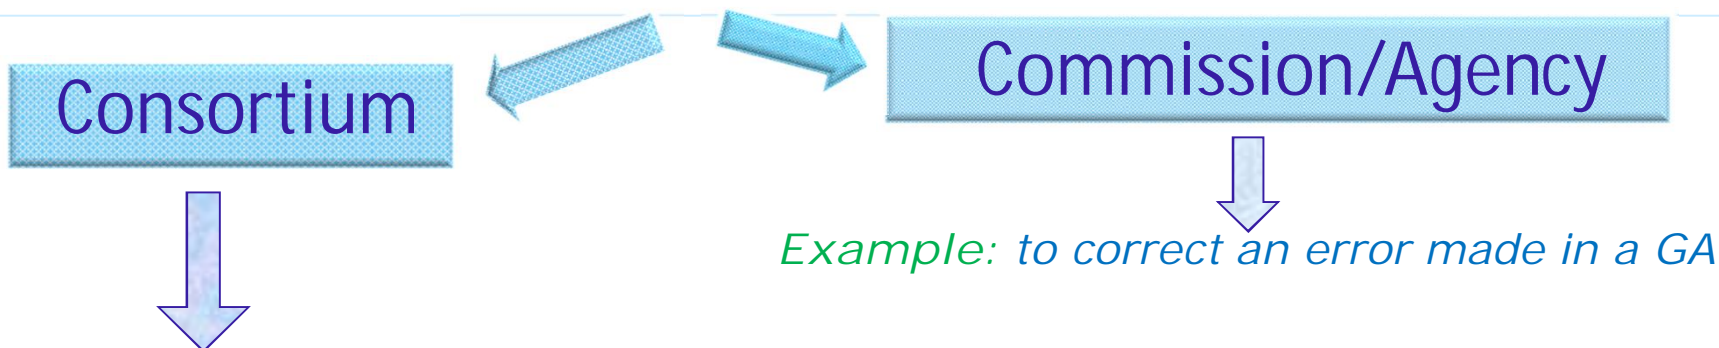 Consortium
Commission/Agency
Example: to correct an error made in a GA